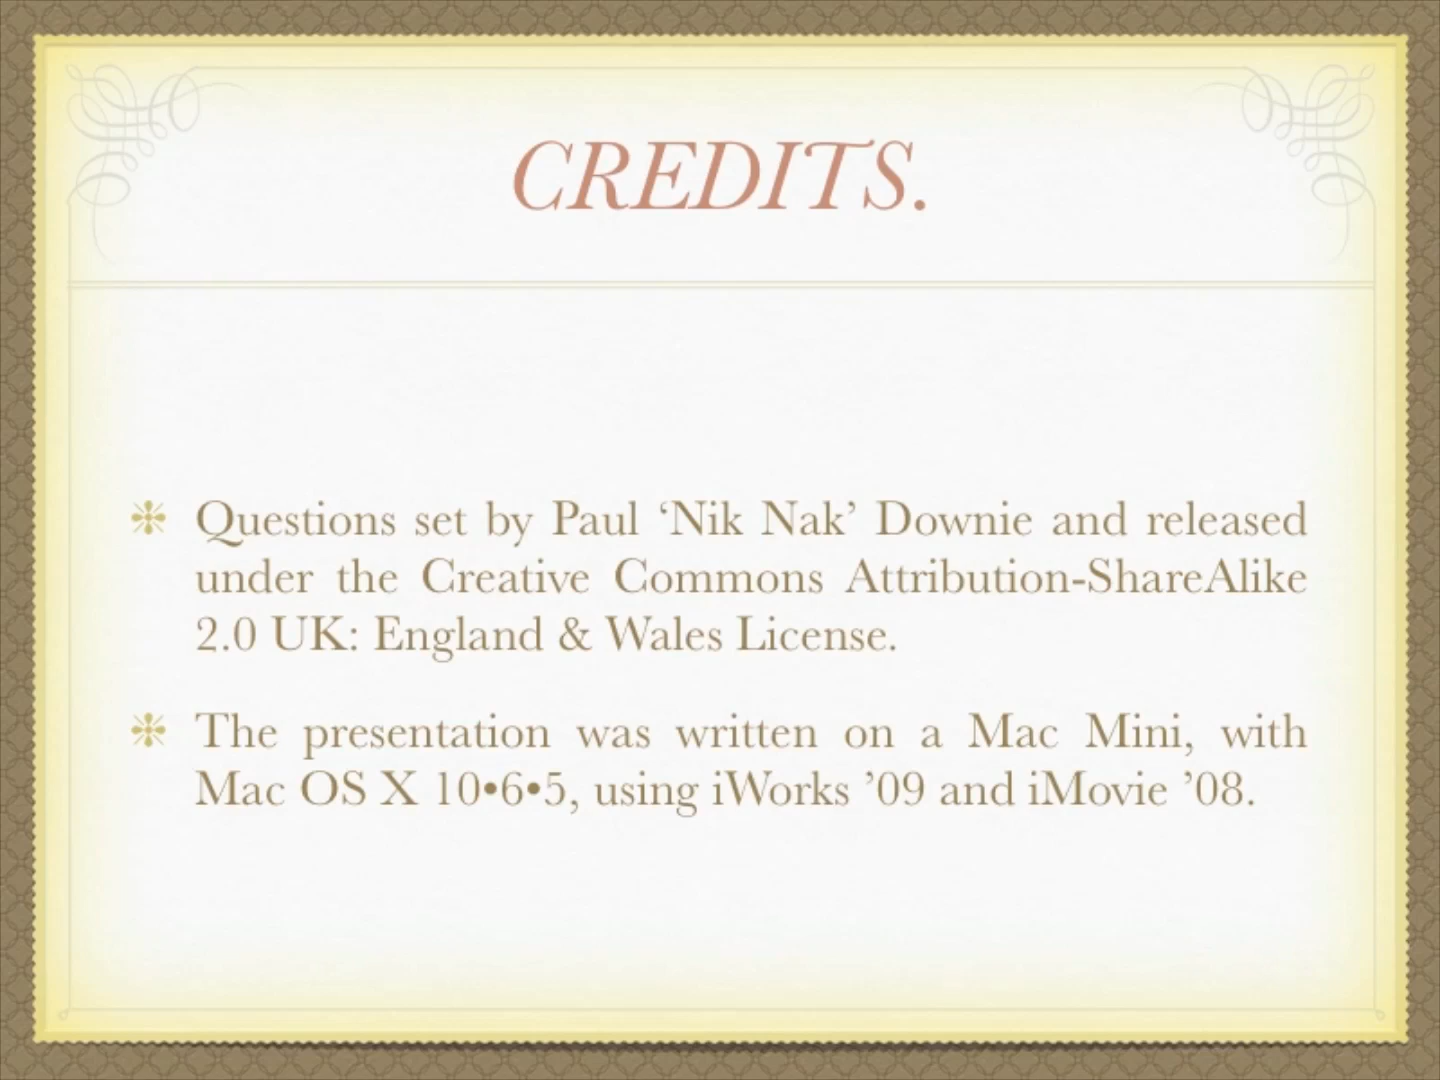 CREDITS.
❉ Questions set by Paul ‘Nik Nak’ Downie and released
under the Creative Commons Attribution-ShareAlike
2.0 UK: England & Wales License.
❉ The presentation was written on a Mac Mini, with
Mac OS X 10•6•5, using iWorks ’09 and iMovie ’08.